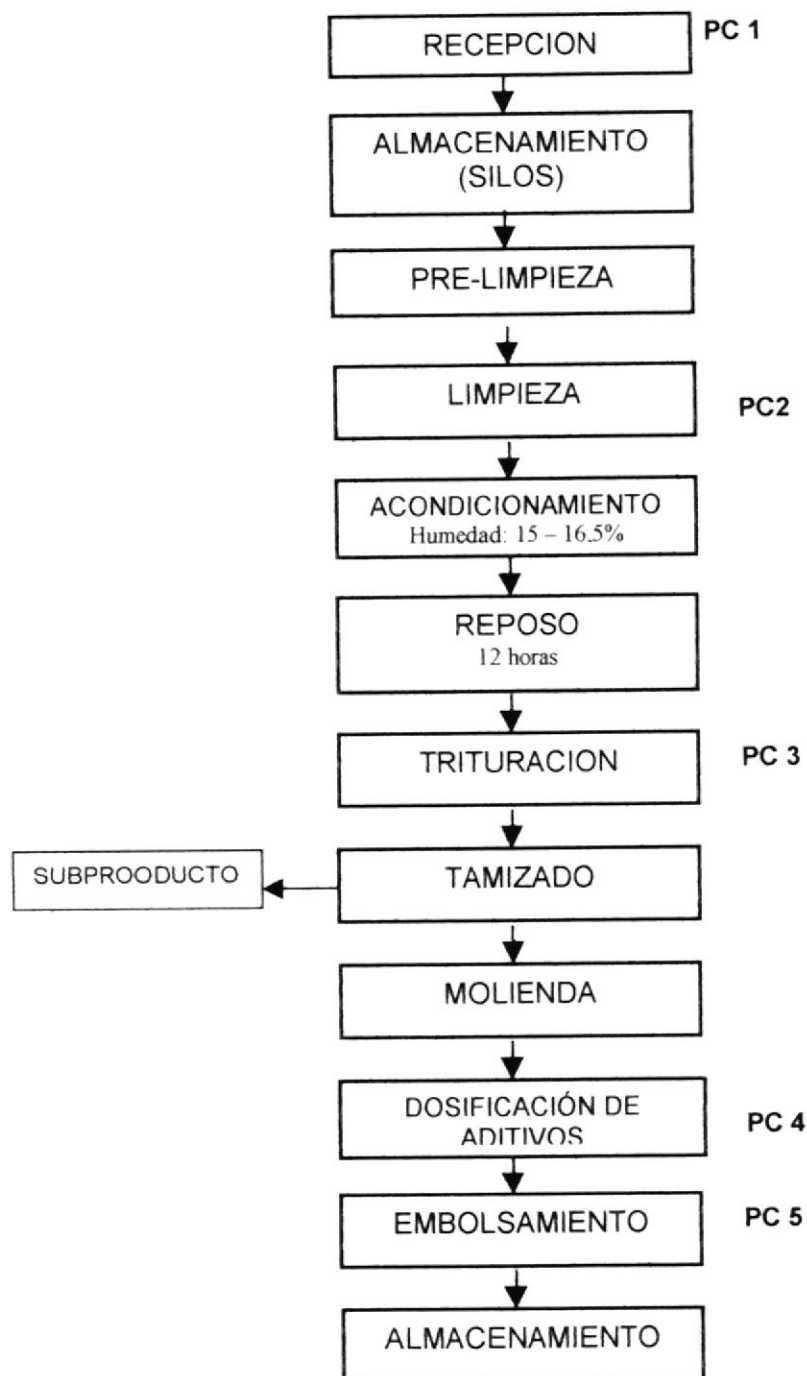 RECEPCION
PC 1
ALMACENAMIENTO
(SILOS)
PRE-LIMPIEZA
LIMPIEZA
PC2
ACONDICIONAMIENTO
Humedad: 15 – 16.5%
REPOSO
12 horas
TRITURACION
PC 3
SUBPROODUCTO
TAMIZADO
MOLIENDA
DOSIFICACIÓN DE
ADITIVOS
PC 4
EMBOLSAMIENTO
PC 5
ALMACENAMIENTO